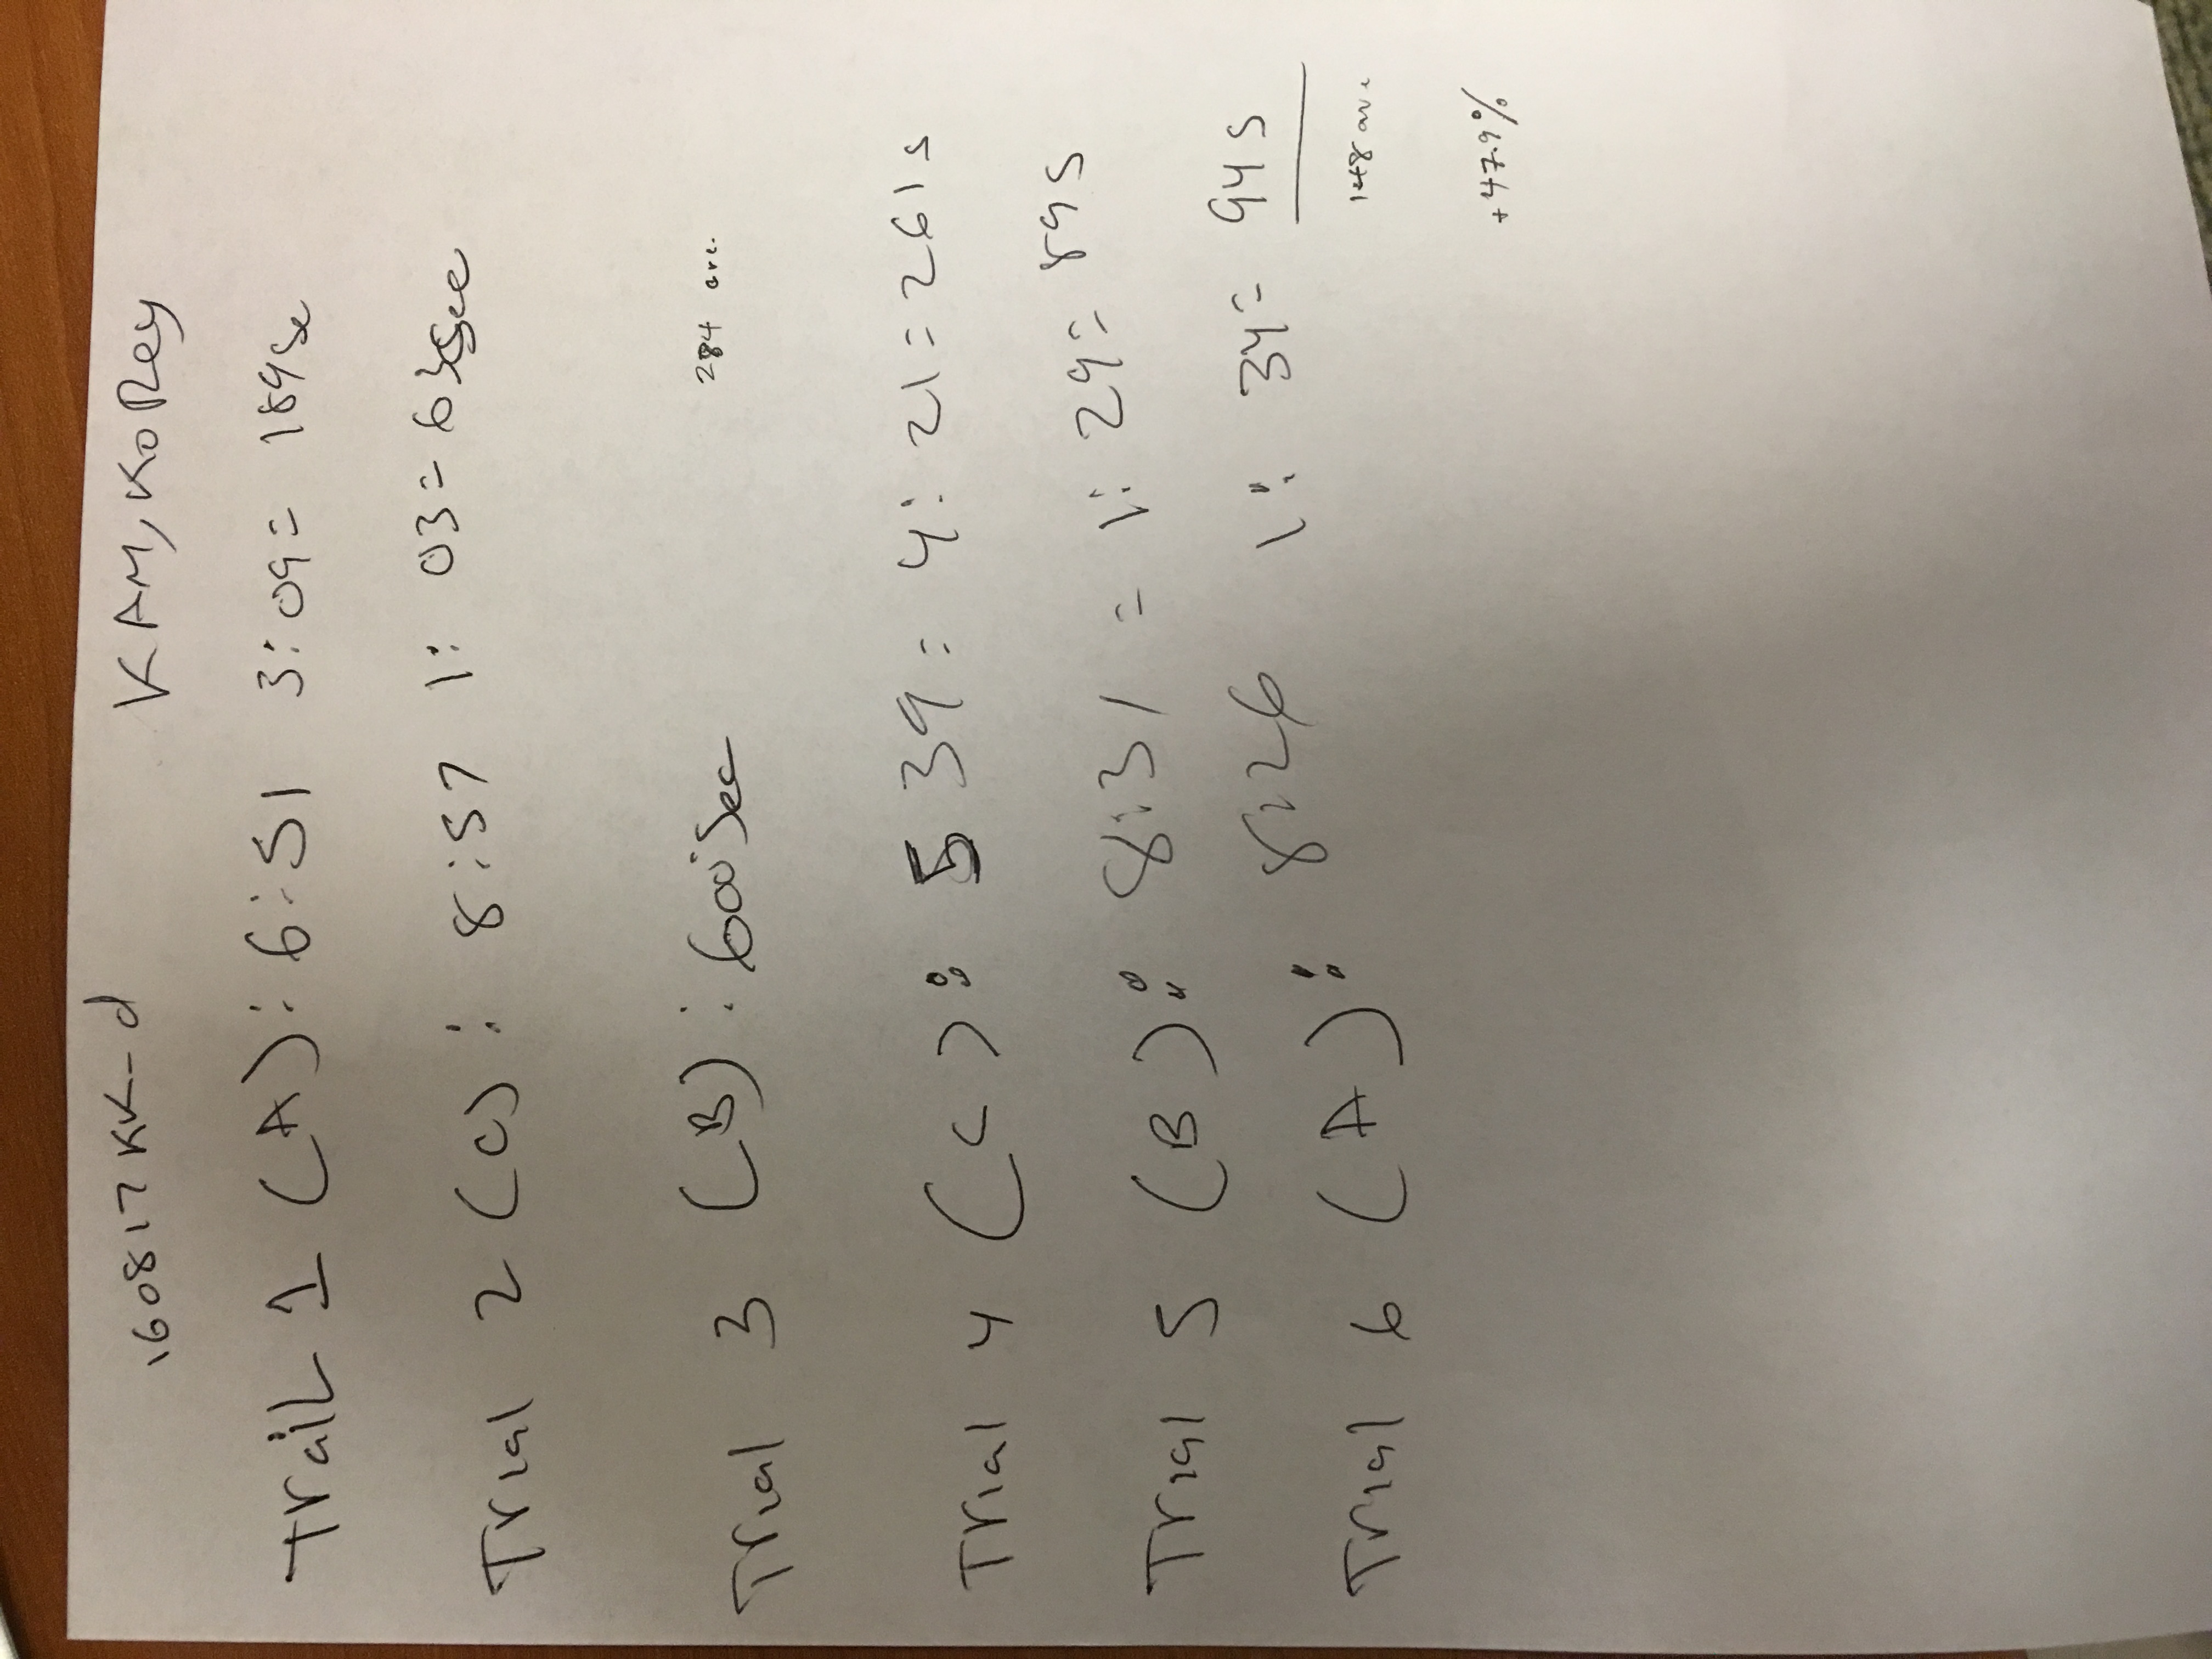 160817KK-d KAM, KoRey
TraiL 1 (A): 6:51 3:09= 189se
Trial 2 (C): 8:57 1: 03= 63sec
Trial 3 (B): 600 Sec
284 ave.
Trial 4 (C): 5 39= 4: 21=261s
Trial 5 (B): 8:31 = 1: 29= 89s
Trial 6 (A): 8:26 1: 34= 94s
148 ave
+47.9%